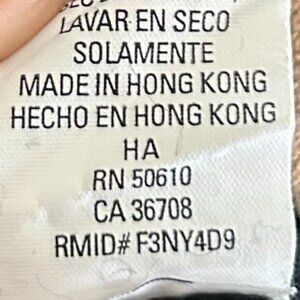 LAVAR EN SECO
SOLAMENTE
MADE IN HONG KONG
HECHO EN HONG KONG
HA
RN 50610
CA 36708
RMID# F3NY4D9